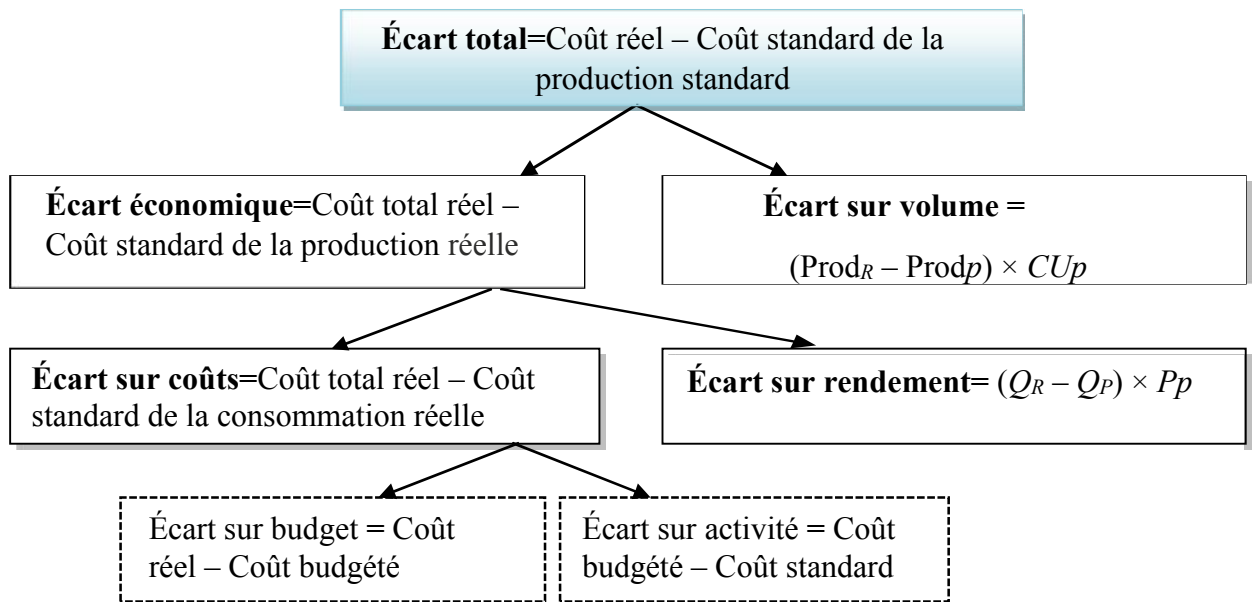 Écart total=Coût réel – Coût standard de la
production standard
Écart économique=Coût total réel –
Coût standard de la production réelle
Écart sur volume =
(ProdR – Prodp) × CUp
Écart sur coûts=Coût total réel – Coût
standard de la consommation réelle
Écart sur rendement= (QR – QP) × Pp
Écart sur budget = Coût
réel – Coût budgété
Écart sur activité = Coût
budgété – Coût standard